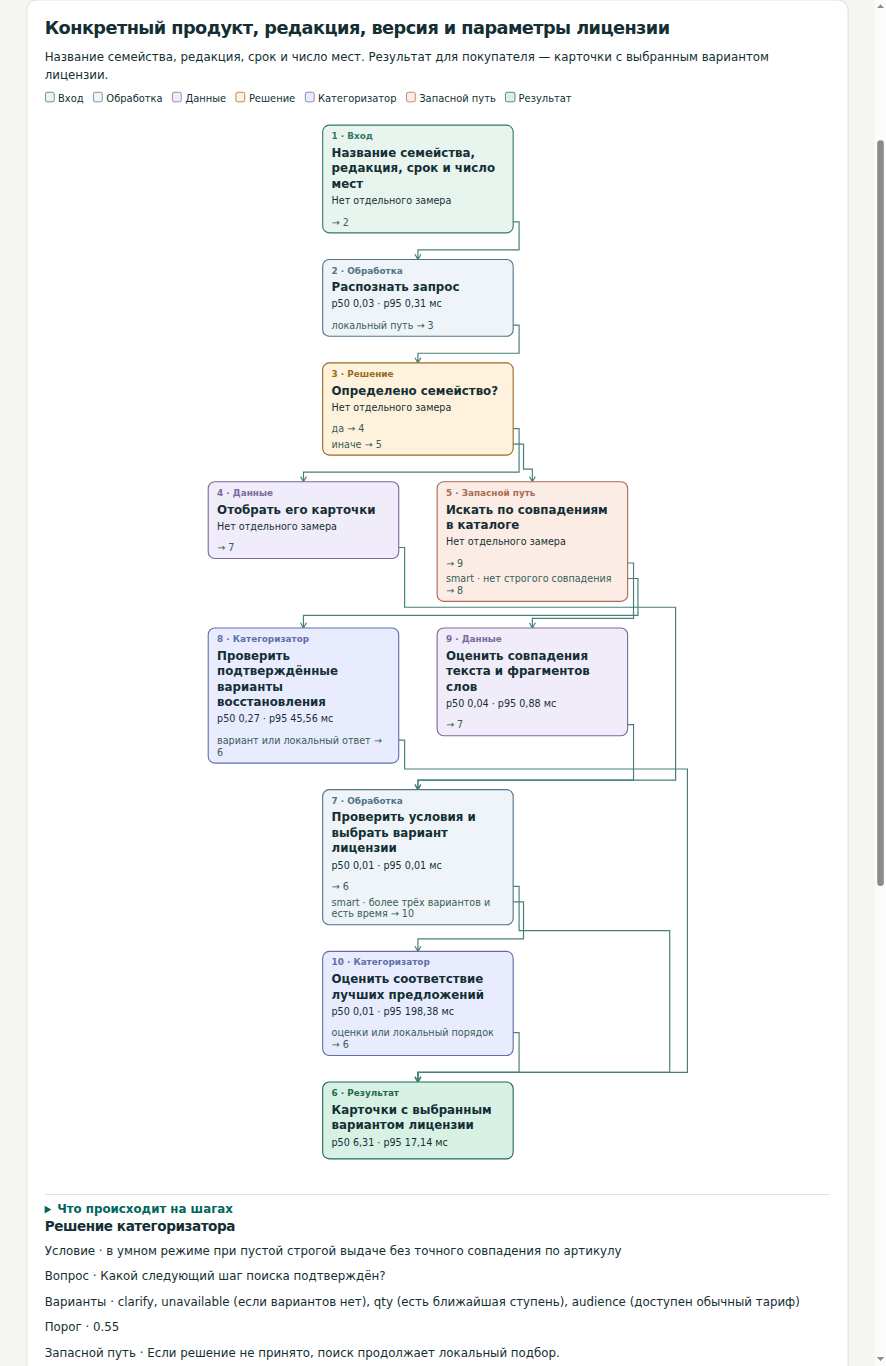 Конкретный продукт, редакция, версия и параметры лицензии
Название семейства, редакция, срок и число мест. Результат для покупателя — карточки с выбранным вариантом
лицензии.
Вход Обработка Данные Решение Категоризатор Запасной путь Результат
1 · Вход
Название семейства,
редакция, срок и число
мест
Нет отдельного замера
→ 2
2 · Обработка
Распознать запрос
p50 0,03 · p95 0,31 мс
локальный путь → 3
3 · Решение
Определено семейство?
Нет отдельного замера
да → 4
иначе → 5
4 · Данные
Отобрать его карточки
Нет отдельного замера
→ 7
5 · Запасной путь
Искать по совпадениям
в каталоге
Нет отдельного замера
→ 9
smart · нет строгого совпадения
→ 8
8 · Категоризатор
Проверить
подтверждённые
варианты
восстановления
p50 0,27 · p95 45,56 мс
вариант или локальный ответ →
6
9 · Данные
Оценить совпадения
текста и фрагментов
слов
p50 0,04 · p95 0,88 мс
→ 7
7 · Обработка
Проверить условия и
выбрать вариант
лицензии
p50 0,01 · p95 0,01 мс
→ 6
smart · более трёх вариантов и
есть время → 10
10 · Категоризатор
Оценить соответствие
лучших предложений
p50 0,01 · p95 198,38 мс
оценки или локальный порядок
→ 6
6 · Результат
Карточки с выбранным
вариантом лицензии
p50 6,31 · p95 17,14 мс
Что происходит на шагах
Решение категоризатора
Условие · в умном режиме при пустой строгой выдаче без точного совпадения по артикулу
Вопрос · Какой следующий шаг поиска подтверждён?
Варианты · clarify, unavailable (если вариантов нет), qty (есть ближайшая ступень), audience (доступен обычный тариф)
Порог · 0.55
Запасной путь · Если решение не принято, поиск продолжает локальный подбор.